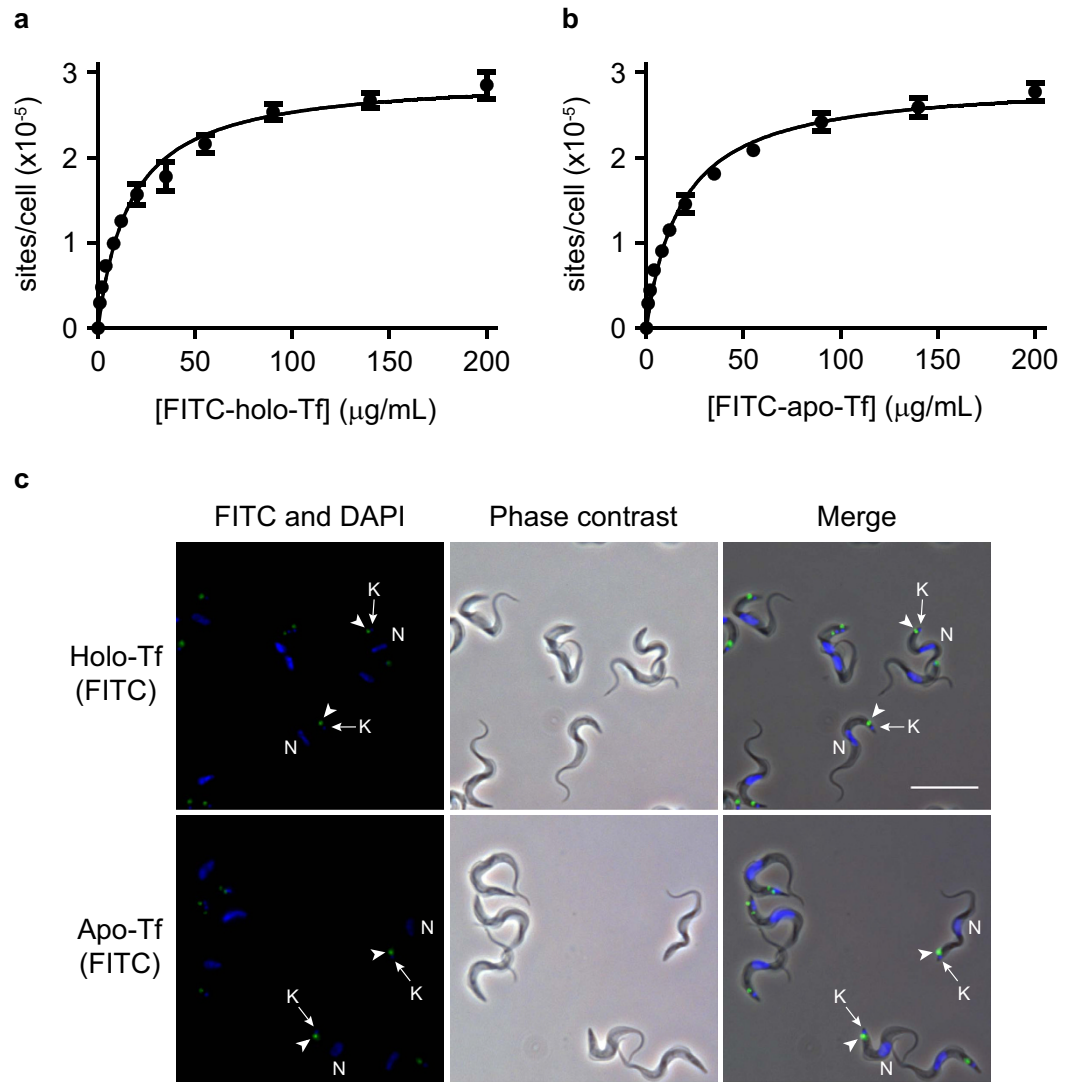 a
3
2
1
0
sites/cell (x10⁻⁵)
0 50 100 150 200
[FITC-holo-Tf] (μg/mL)
b
3
2
1
0
sites/cell (x10⁻⁵)
0 50 100 150 200
[FITC-apo-Tf] (μg/mL)
c
FITC and DAPI
Phase contrast
Merge
Holo-Tf
(FITC)
K
N
K
N
K
N
K
N
Apo-Tf
(FITC)
N
K
K
N
N
K
K
N